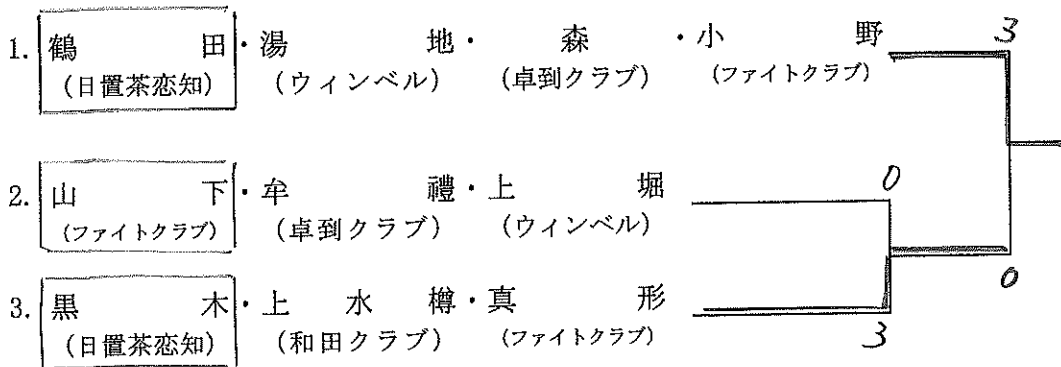 1. 鶴田・湯地・森・小野 3
(日置茶恋知) (ウィンベル) (卓到クラブ) (ファイトクラブ)
2. 山下・牟禮・上堀 0
(ファイトクラブ) (卓到クラブ) (ウィンベル)
0
3. 黒木・上水樽・真形
(日置茶恋知) (和田クラブ) (ファイトクラブ)
3